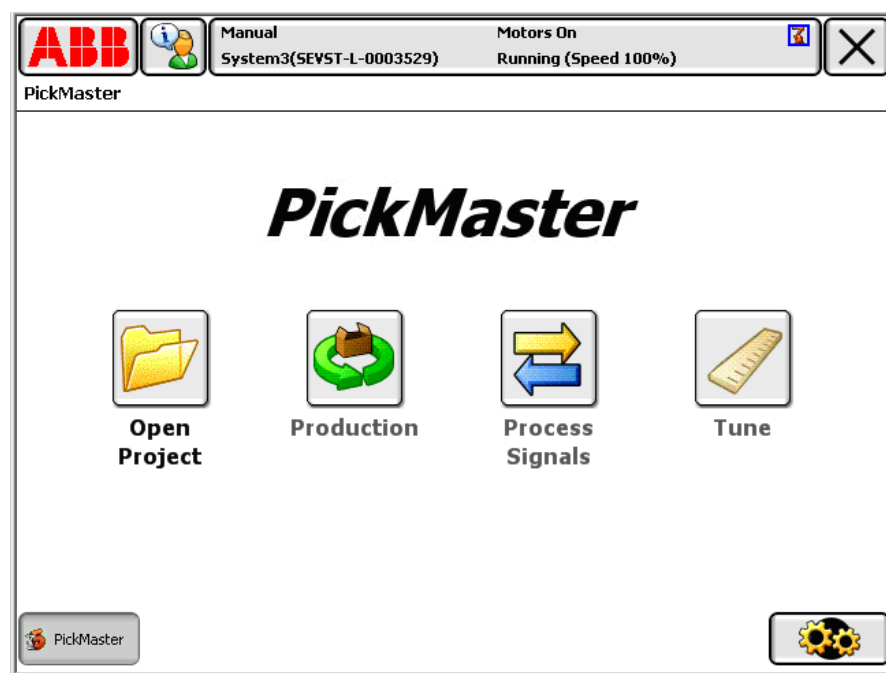 ABB
Manual
Motors On
System3(SEVST-L-0003529)
Running (Speed 100%)
PickMaster
PickMaster
Open
Project
Production
Process
Signals
Tune
PickMaster